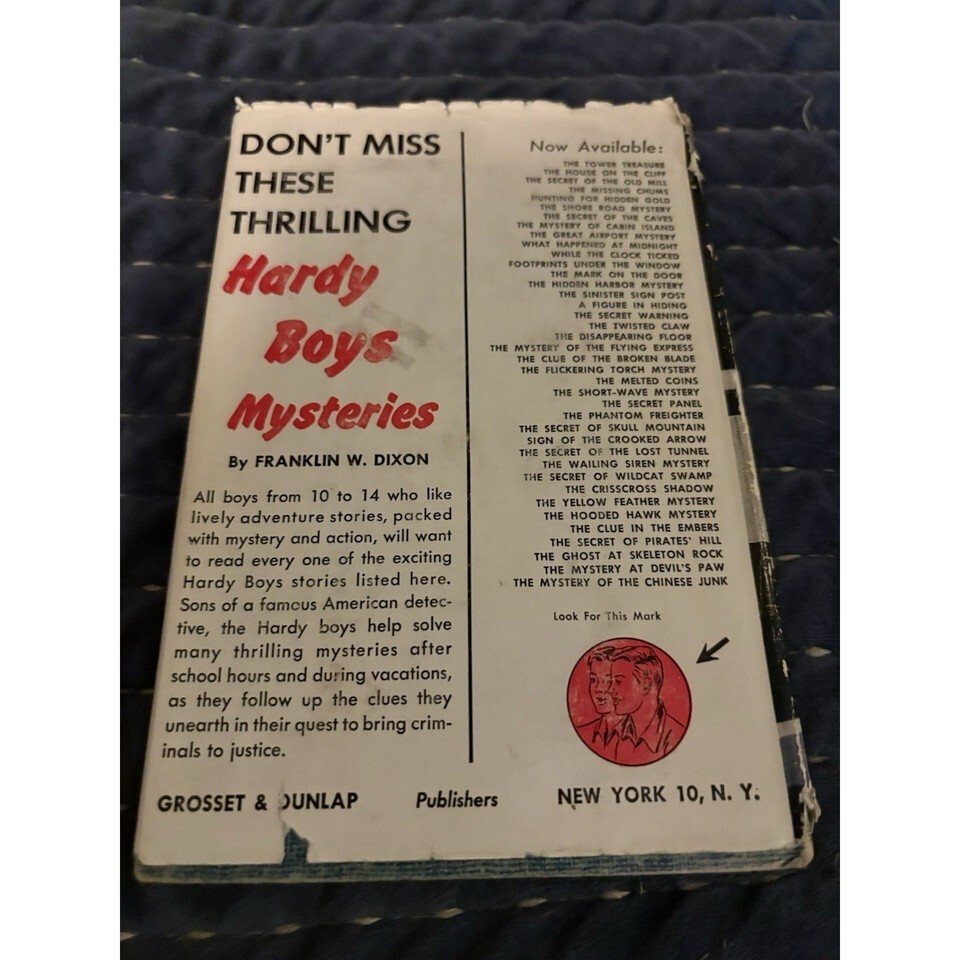 DON'T MISS
THESE
THRILLING
Hardy
Boys
Mysteries
By FRANKLIN W. DIXON
All boys from 10 to 14 who like
lively adventure stories, packed
with mystery and action, will want
to read every one of the exciting
Hardy Boys stories listed here.
Sons of a famous American detec-
tive, the Hardy boys help solve
many thrilling mysteries after
school hours and during vacations,
as they follow up the clues they
unearth in their quest to bring crim-
inals to justice.
Now Available:
THE TOWER TREASURE
THE HOUSE ON THE CLIFF
THE SECRET OF THE OLD MILL
THE MISSING CHUMS
HUNTING FOR HIDDEN GOLD
THE SHORE ROAD MYSTERY
THE SECRET OF THE CAVES
THE MYSTERY OF CABIN ISLAND
THE GREAT AIRPORT MYSTERY
WHAT HAPPENED AT MIDNIGHT
WHILE THE CLOCK TICKED
FOOTPRINTS UNDER THE WINDOW
THE MARK ON THE DOOR
THE HIDDEN HARBOR MYSTERY
THE SINISTER SIGN POST
A FIGURE IN HIDING
THE SECRET WARNING
THE TWISTED CLAW
THE DISAPPEARING FLOOR
THE MYSTERY OF THE FLYING EXPRESS
THE CLUE OF THE BROKEN BLADE
THE FLICKERING TORCH MYSTERY
THE MELTED COINS
THE SHORT-WAVE MYSTERY
THE SECRET PANEL
THE PHANTOM FREIGHTER
THE SECRET OF SKULL MOUNTAIN
SIGN OF THE CROOKED ARROW
THE SECRET OF THE LOST TUNNEL
THE WAILING SIREN MYSTERY
THE SECRET OF WILDCAT SWAMP
THE CRISSCROSS SHADOW
THE YELLOW FEATHER MYSTERY
THE HOODED HAWK MYSTERY
THE CLUE IN THE EMBERS
THE SECRET OF PIRATES' HILL
THE GHOST AT SKELETON ROCK
THE MYSTERY AT DEVIL'S PAW
THE MYSTERY OF THE CHINESE JUNK
Look For This Mark
GROSSET & DUNLAP Publishers NEW YORK 10, N. Y.